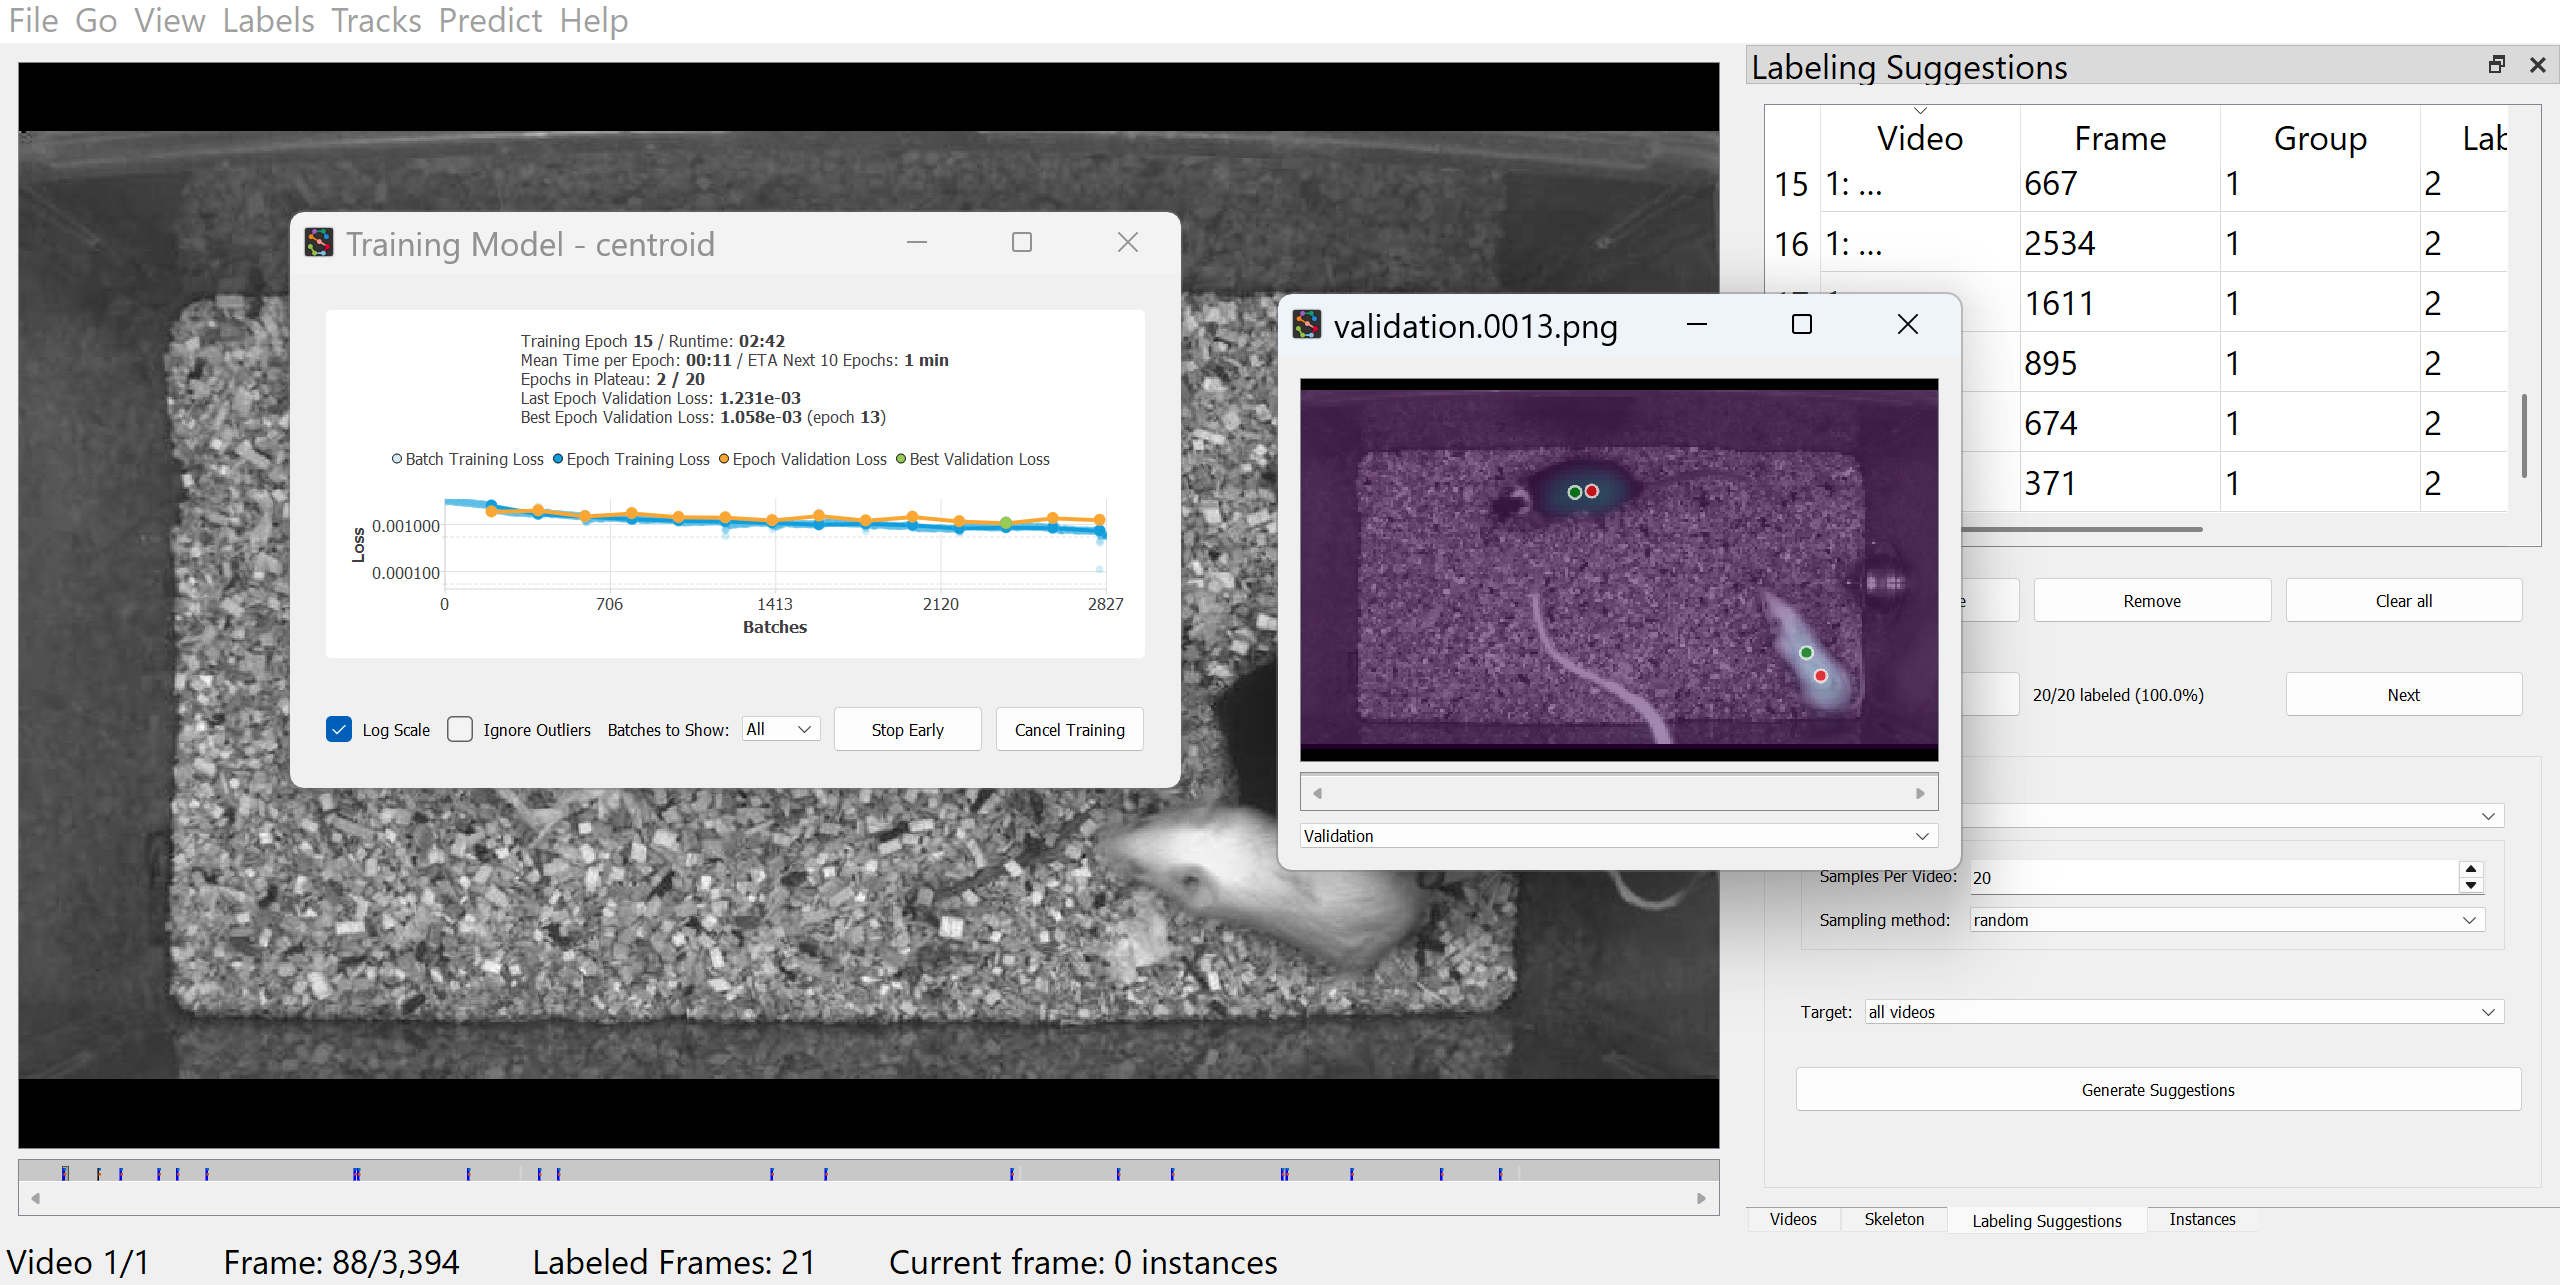 File Go View Labels Tracks Predict Help
Labeling Suggestions
Video Frame Group Lab
15 1: ... 667 1 2
16 1: ... 2534 1 2
1611 1 2
895 1 2
674 1 2
371 1 2
Remove Clear all
20/20 labeled (100.0%) Next
Samples Per Video: 20
Sampling method: random
Target: all videos
Generate Suggestions
Videos Skeleton Labeling Suggestions Instances
Training Model - centroid
Training Epoch 15 / Runtime: 02:42
Mean Time per Epoch: 00:11 / ETA Next 10 Epochs: 1 min
Epochs in Plateau: 2 / 20
Last Epoch Validation Loss: 1.231e-03
Best Epoch Validation Loss: 1.058e-03 (epoch 13)
Batch Training Loss Epoch Training Loss Epoch Validation Loss Best Validation Loss
Loss
0.001000
0.000100
0 706 1413 2120 2827
Batches
Log Scale Ignore Outliers Batches to Show: All Stop Early Cancel Training
validation.0013.png
Validation
Video 1/1 Frame: 88/3,394 Labeled Frames: 21 Current frame: 0 instances